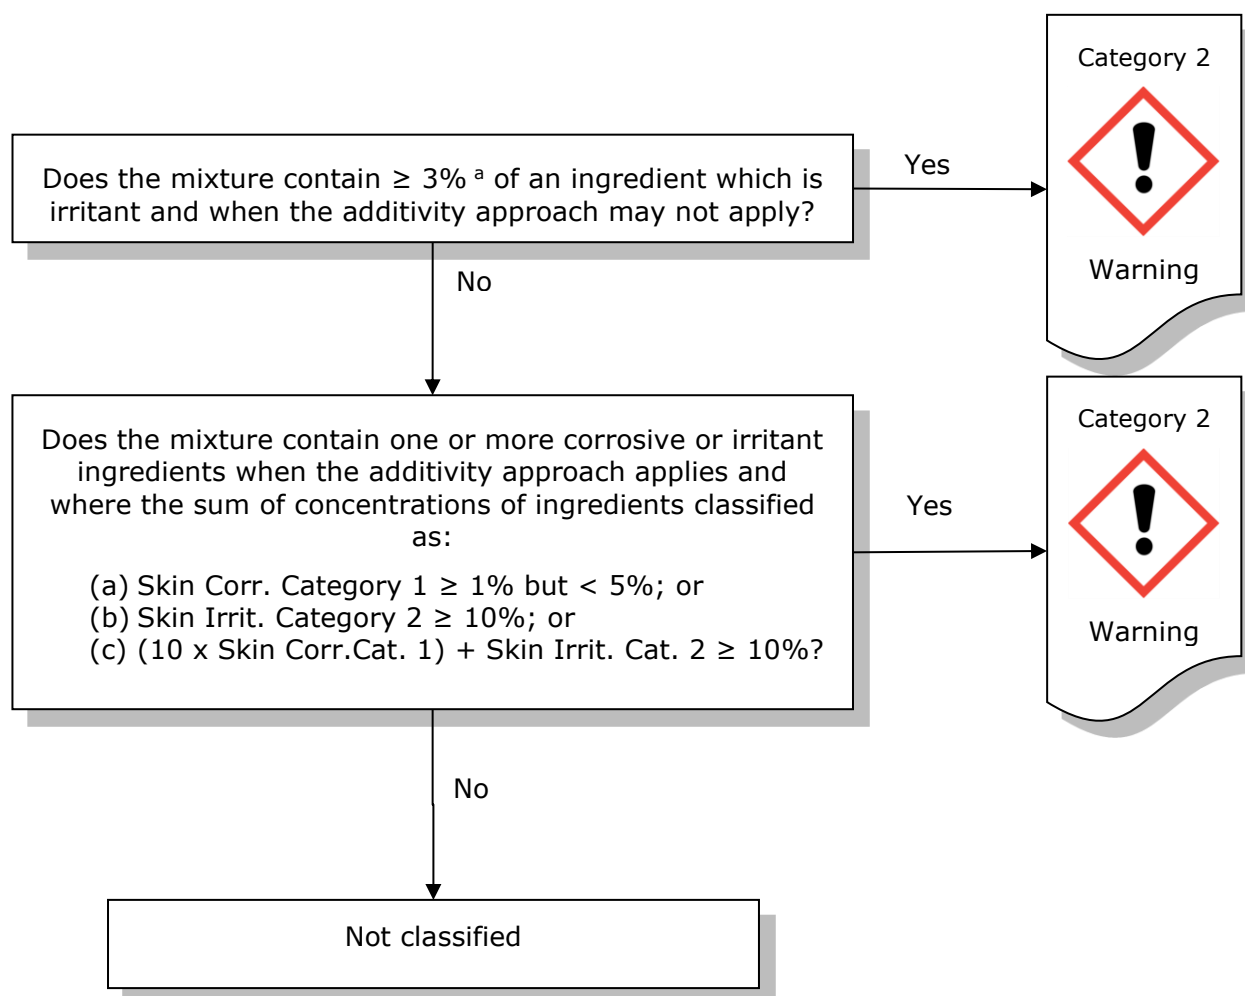 Category 2
Warning
Does the mixture contain ≥ 3% ª of an ingredient which is
irritant and when the additivity approach may not apply?
Yes
No
Does the mixture contain one or more corrosive or irritant
ingredients when the additivity approach applies and
where the sum of concentrations of ingredients classified
as:
(a) Skin Corr. Category 1 ≥ 1% but < 5%; or
(b) Skin Irrit. Category 2 ≥ 10%; or
(c) (10 x Skin Corr.Cat. 1) + Skin Irrit. Cat. 2 ≥ 10%?
Yes
Category 2
Warning
No
Not classified